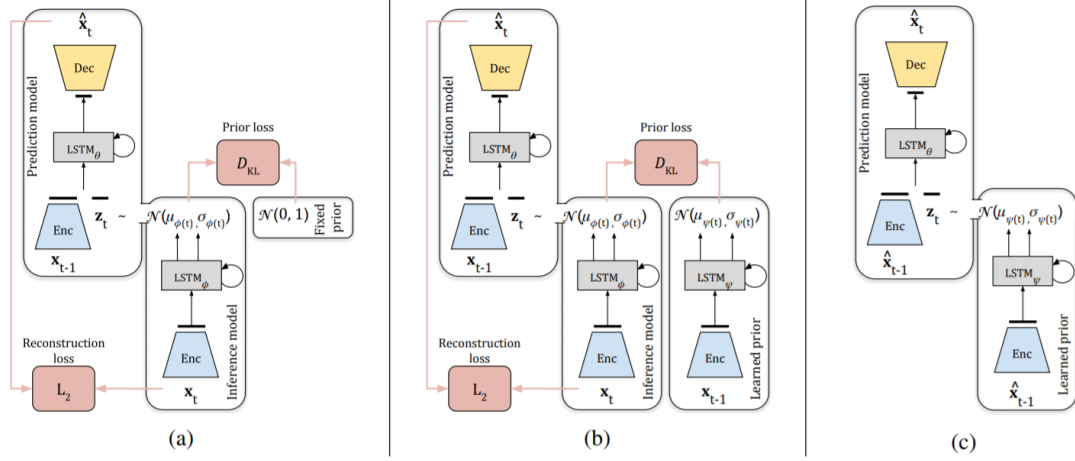 x̂t
Dec
Prediction model
LSTMθ
Enc
zt ~ 𝒩(μϕ(t), σϕ(t))
xt-1
Prior loss
DKL
𝒩(0, 1)
Fixed prior
LSTMϕ
Enc
Inference model
xt
Reconstruction
loss
L2
(a)
x̂t
Dec
Prediction model
LSTMθ
Enc
zt ~ 𝒩(μϕ(t), σϕ(t))
xt-1
Prior loss
DKL
𝒩(μψ(t), σψ(t))
LSTMϕ
Enc
Inference model
xt
LSTMψ
Enc
Learned prior
xt-1
Reconstruction
loss
L2
(b)
x̂t
Dec
Prediction model
LSTMθ
Enc
zt ~ 𝒩(μψ(t), σψ(t))
x̂t-1
LSTMψ
Enc
Learned prior
x̂t-1
(c)